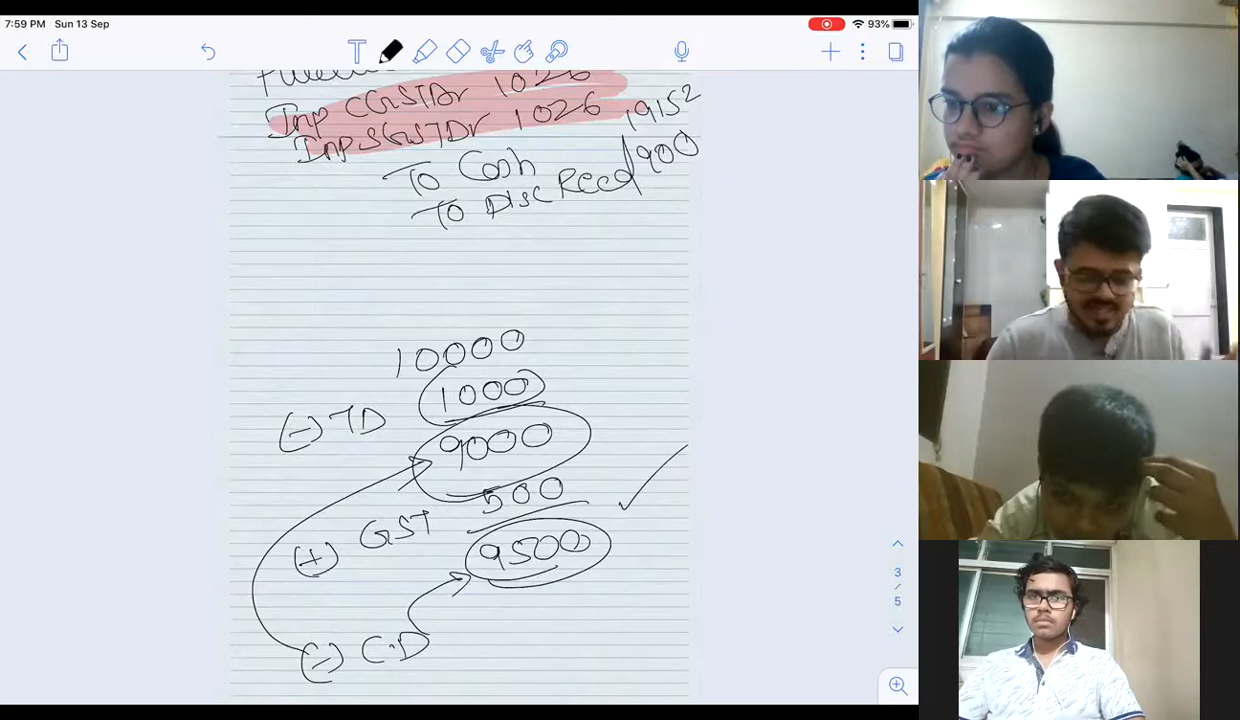 7:59 PM Sun 13 Sep
93%
T
Inp CGST Dr 1026
Inp SGST Dr 1026 19152
To Cash 1900
To Disc Recd
10000
1000
(-) TD
9000
500
(+) GST
9500
(-) C.D
3
/
5